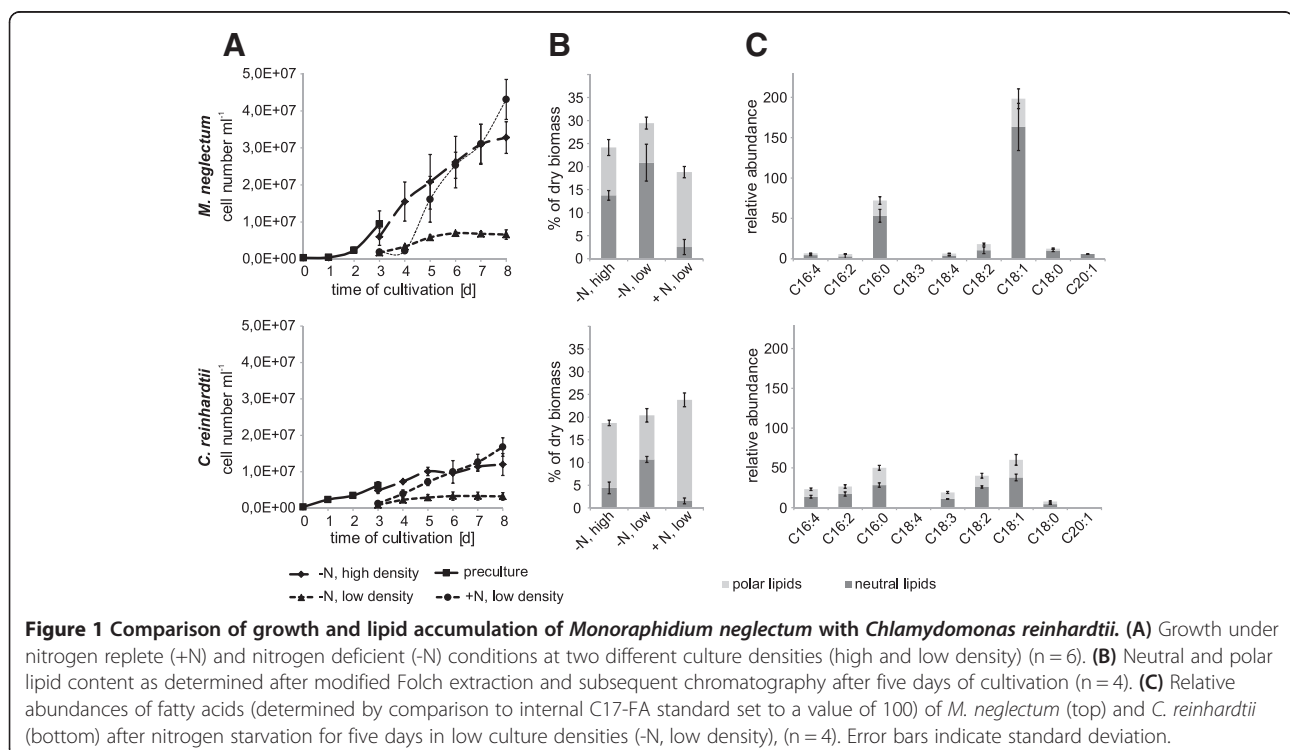 A
B
C
M. neglectum
cell number ml⁻¹
5,0E+07
4,0E+07
3,0E+07
2,0E+07
1,0E+07
0,0E+00
0 1 2 3 4 5 6 7 8
time of cultivation [d]
% of dry biomass
35
30
25
20
15
10
5
0
-N, high
-N, low
+ N, low
relative abundance
200
150
100
50
0
C16:4
C16:2
C16:0
C18:3
C18:4
C18:2
C18:1
C18:0
C20:1
C. reinhardtii
cell number ml⁻¹
5,0E+07
4,0E+07
3,0E+07
2,0E+07
1,0E+07
0,0E+00
0 1 2 3 4 5 6 7 8
time of cultivation [d]
% of dry biomass
35
30
25
20
15
10
5
0
-N, high
-N, low
+ N, low
relative abundance
200
150
100
50
0
C16:4
C16:2
C16:0
C18:4
C18:3
C18:2
C18:1
C18:0
C20:1
-N, high density
preculture
-N, low density
+N, low density
polar lipids
neutral lipids
Figure 1 Comparison of growth and lipid accumulation of Monoraphidium neglectum with Chlamydomonas reinhardtii. (A) Growth under
nitrogen replete (+N) and nitrogen deficient (-N) conditions at two different culture densities (high and low density) (n = 6). (B) Neutral and polar
lipid content as determined after modified Folch extraction and subsequent chromatography after five days of cultivation (n = 4). (C) Relative
abundances of fatty acids (determined by comparison to internal C17-FA standard set to a value of 100) of M. neglectum (top) and C. reinhardtii
(bottom) after nitrogen starvation for five days in low culture densities (-N, low density), (n = 4). Error bars indicate standard deviation.